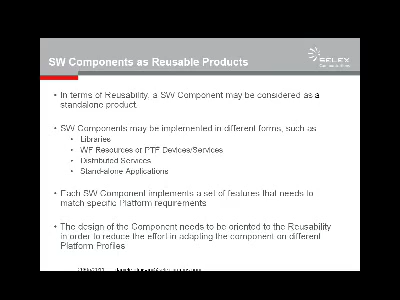 SW Components as Reusable Products
SELEX
Communications
• In terms of Reusability, a SW Component may be considered as a
standalone product.
• SW Components may be implemented in different forms, such as
• Libraries
• WF Resources or PTF Devices/Services
• Distributed Services
• Stand-alone Applications
• Each SW Component implements a set of features that needs to
match specific Platform requirements
• The design of the Component needs to be oriented to the Reusability
in order to reduce the effort in adapting the component on different
Platform Profiles